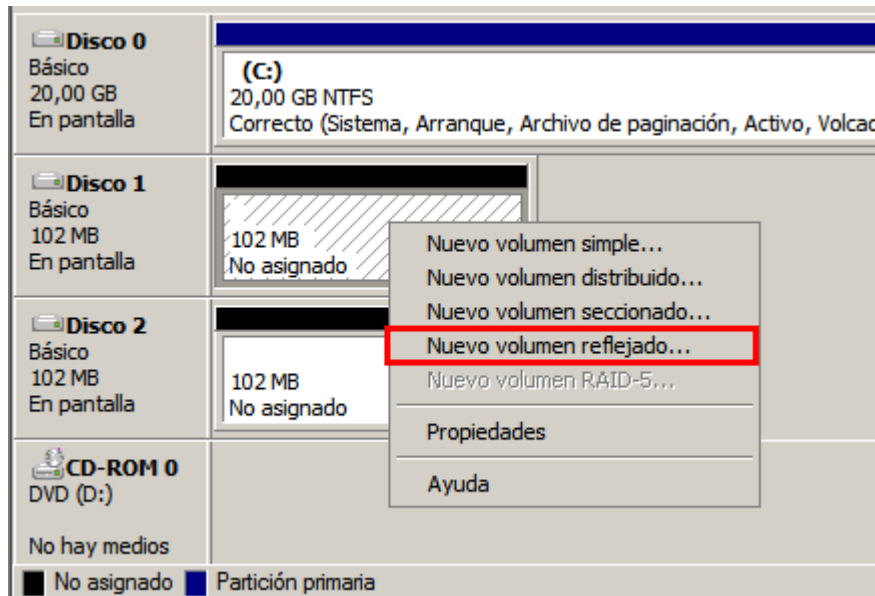 Disco 0
Básico
20,00 GB
En pantalla
(C:)
20,00 GB NTFS
Correcto (Sistema, Arranque, Archivo de paginación, Activo, Volcad
Disco 1
Básico
102 MB
En pantalla
102 MB
No asignado
Nuevo volumen simple...
Nuevo volumen distribuido...
Nuevo volumen seccionado...
Nuevo volumen reflejado...
Nuevo volumen RAID-5...
Propiedades
Ayuda
Disco 2
Básico
102 MB
En pantalla
102 MB
No asignado
CD-ROM 0
DVD (D:)
No hay medios
No asignado Partición primaria